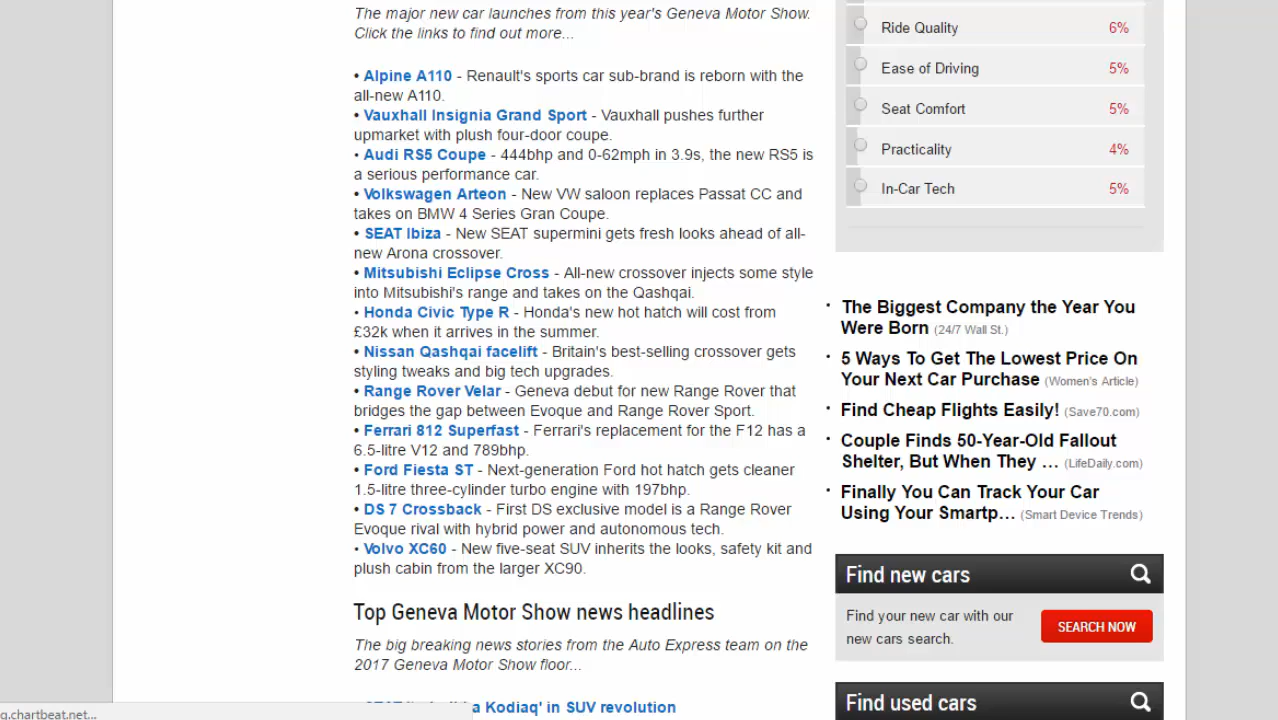 The major new car launches from this year's Geneva Motor Show.
Click the links to find out more...
• Alpine A110 - Renault's sports car sub-brand is reborn with the
all-new A110.
• Vauxhall Insignia Grand Sport - Vauxhall pushes further
upmarket with plush four-door coupe.
• Audi RS5 Coupe - 444bhp and 0-62mph in 3.9s, the new RS5 is
a serious performance car.
• Volkswagen Arteon - New VW saloon replaces Passat CC and
takes on BMW 4 Series Gran Coupe.
• SEAT Ibiza - New SEAT supermini gets fresh looks ahead of all-
new Arona crossover.
• Mitsubishi Eclipse Cross - All-new crossover injects some style
into Mitsubishi's range and takes on the Qashqai.
• Honda Civic Type R - Honda's new hot hatch will cost from
£32k when it arrives in the summer.
• Nissan Qashqai facelift - Britain's best-selling crossover gets
styling tweaks and big tech upgrades.
• Range Rover Velar - Geneva debut for new Range Rover that
bridges the gap between Evoque and Range Rover Sport.
• Ferrari 812 Superfast - Ferrari's replacement for the F12 has a
6.5-litre V12 and 789bhp.
• Ford Fiesta ST - Next-generation Ford hot hatch gets cleaner
1.5-litre three-cylinder turbo engine with 197bhp.
• DS 7 Crossback - First DS exclusive model is a Range Rover
Evoque rival with hybrid power and autonomous tech.
• Volvo XC60 - New five-seat SUV inherits the looks, safety kit and
plush cabin from the larger XC90.
Top Geneva Motor Show news headlines
The big breaking news stories from the Auto Express team on the
2017 Geneva Motor Show floor...
a Kodiaq' in SUV revolution
g.chartbeat.net...
Ride Quality 6%
Ease of Driving 5%
Seat Comfort 5%
Practicality 4%
In-Car Tech 5%
· The Biggest Company the Year You
Were Born (24/7 Wall St.)
· 5 Ways To Get The Lowest Price On
Your Next Car Purchase (Women's Article)
· Find Cheap Flights Easily! (Save70.com)
· Couple Finds 50-Year-Old Fallout
Shelter, But When They … (LifeDaily.com)
· Finally You Can Track Your Car
Using Your Smartp… (Smart Device Trends)
Find new cars
Find your new car with our
new cars search.
SEARCH NOW
Find used cars